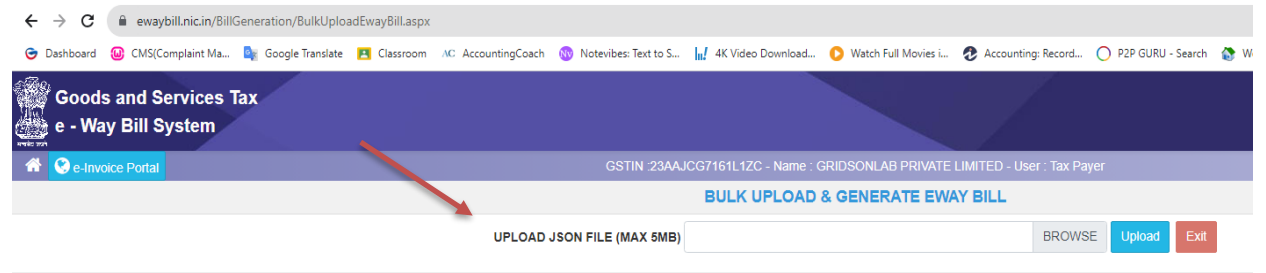 ewaybill.nic.in/BillGeneration/BulkUploadEwayBill.aspx
Dashboard CMS(Complaint Ma... Google Translate Classroom AC AccountingCoach Nv Notevibes: Text to S... 4K Video Download... Watch Full Movies i... Accounting: Record... P2P GURU - Search W
Goods and Services Tax
e - Way Bill System
e-Invoice Portal GSTIN :23AAJCG7161L1ZC - Name : GRIDSONLAB PRIVATE LIMITED - User : Tax Payer
BULK UPLOAD & GENERATE EWAY BILL
UPLOAD JSON FILE (MAX 5MB) BROWSE Upload Exit